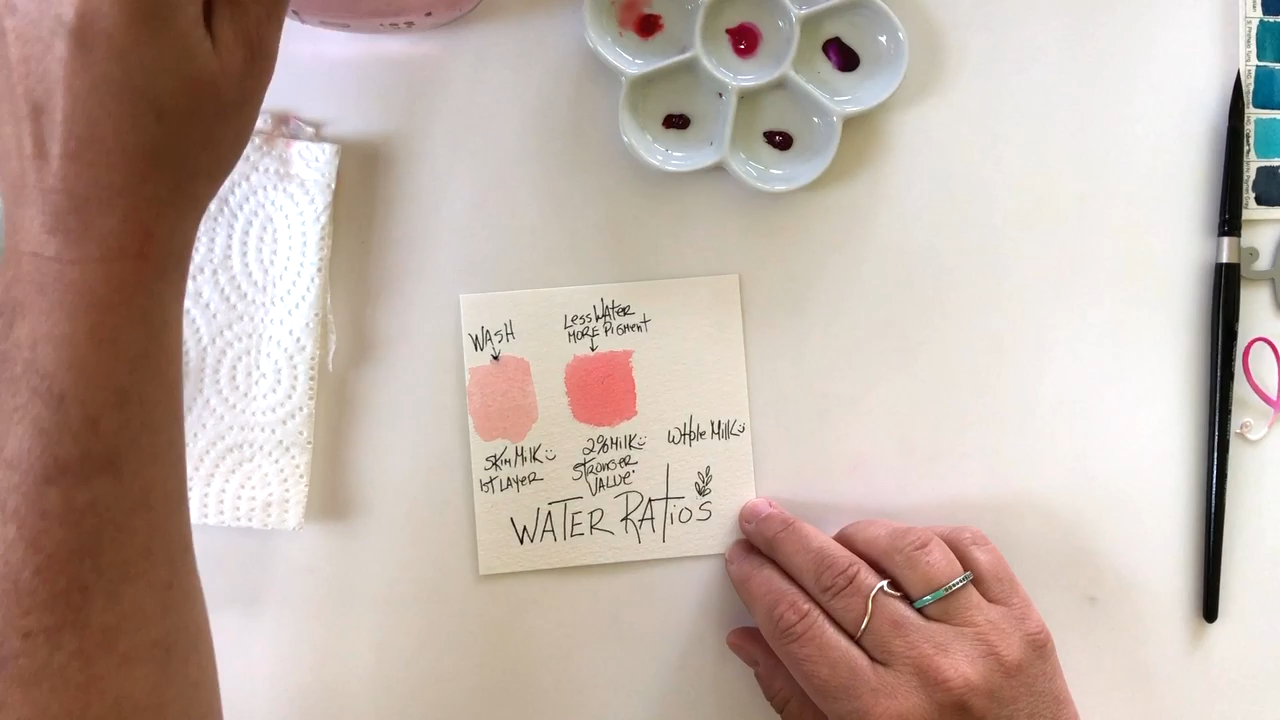 WASH
Less WATER
MORE PIGMENT
SKIM MILK
1ST LAYER
2% MILK
STRONGER
VALUE
WHOLE MILK
WATER RATIOS